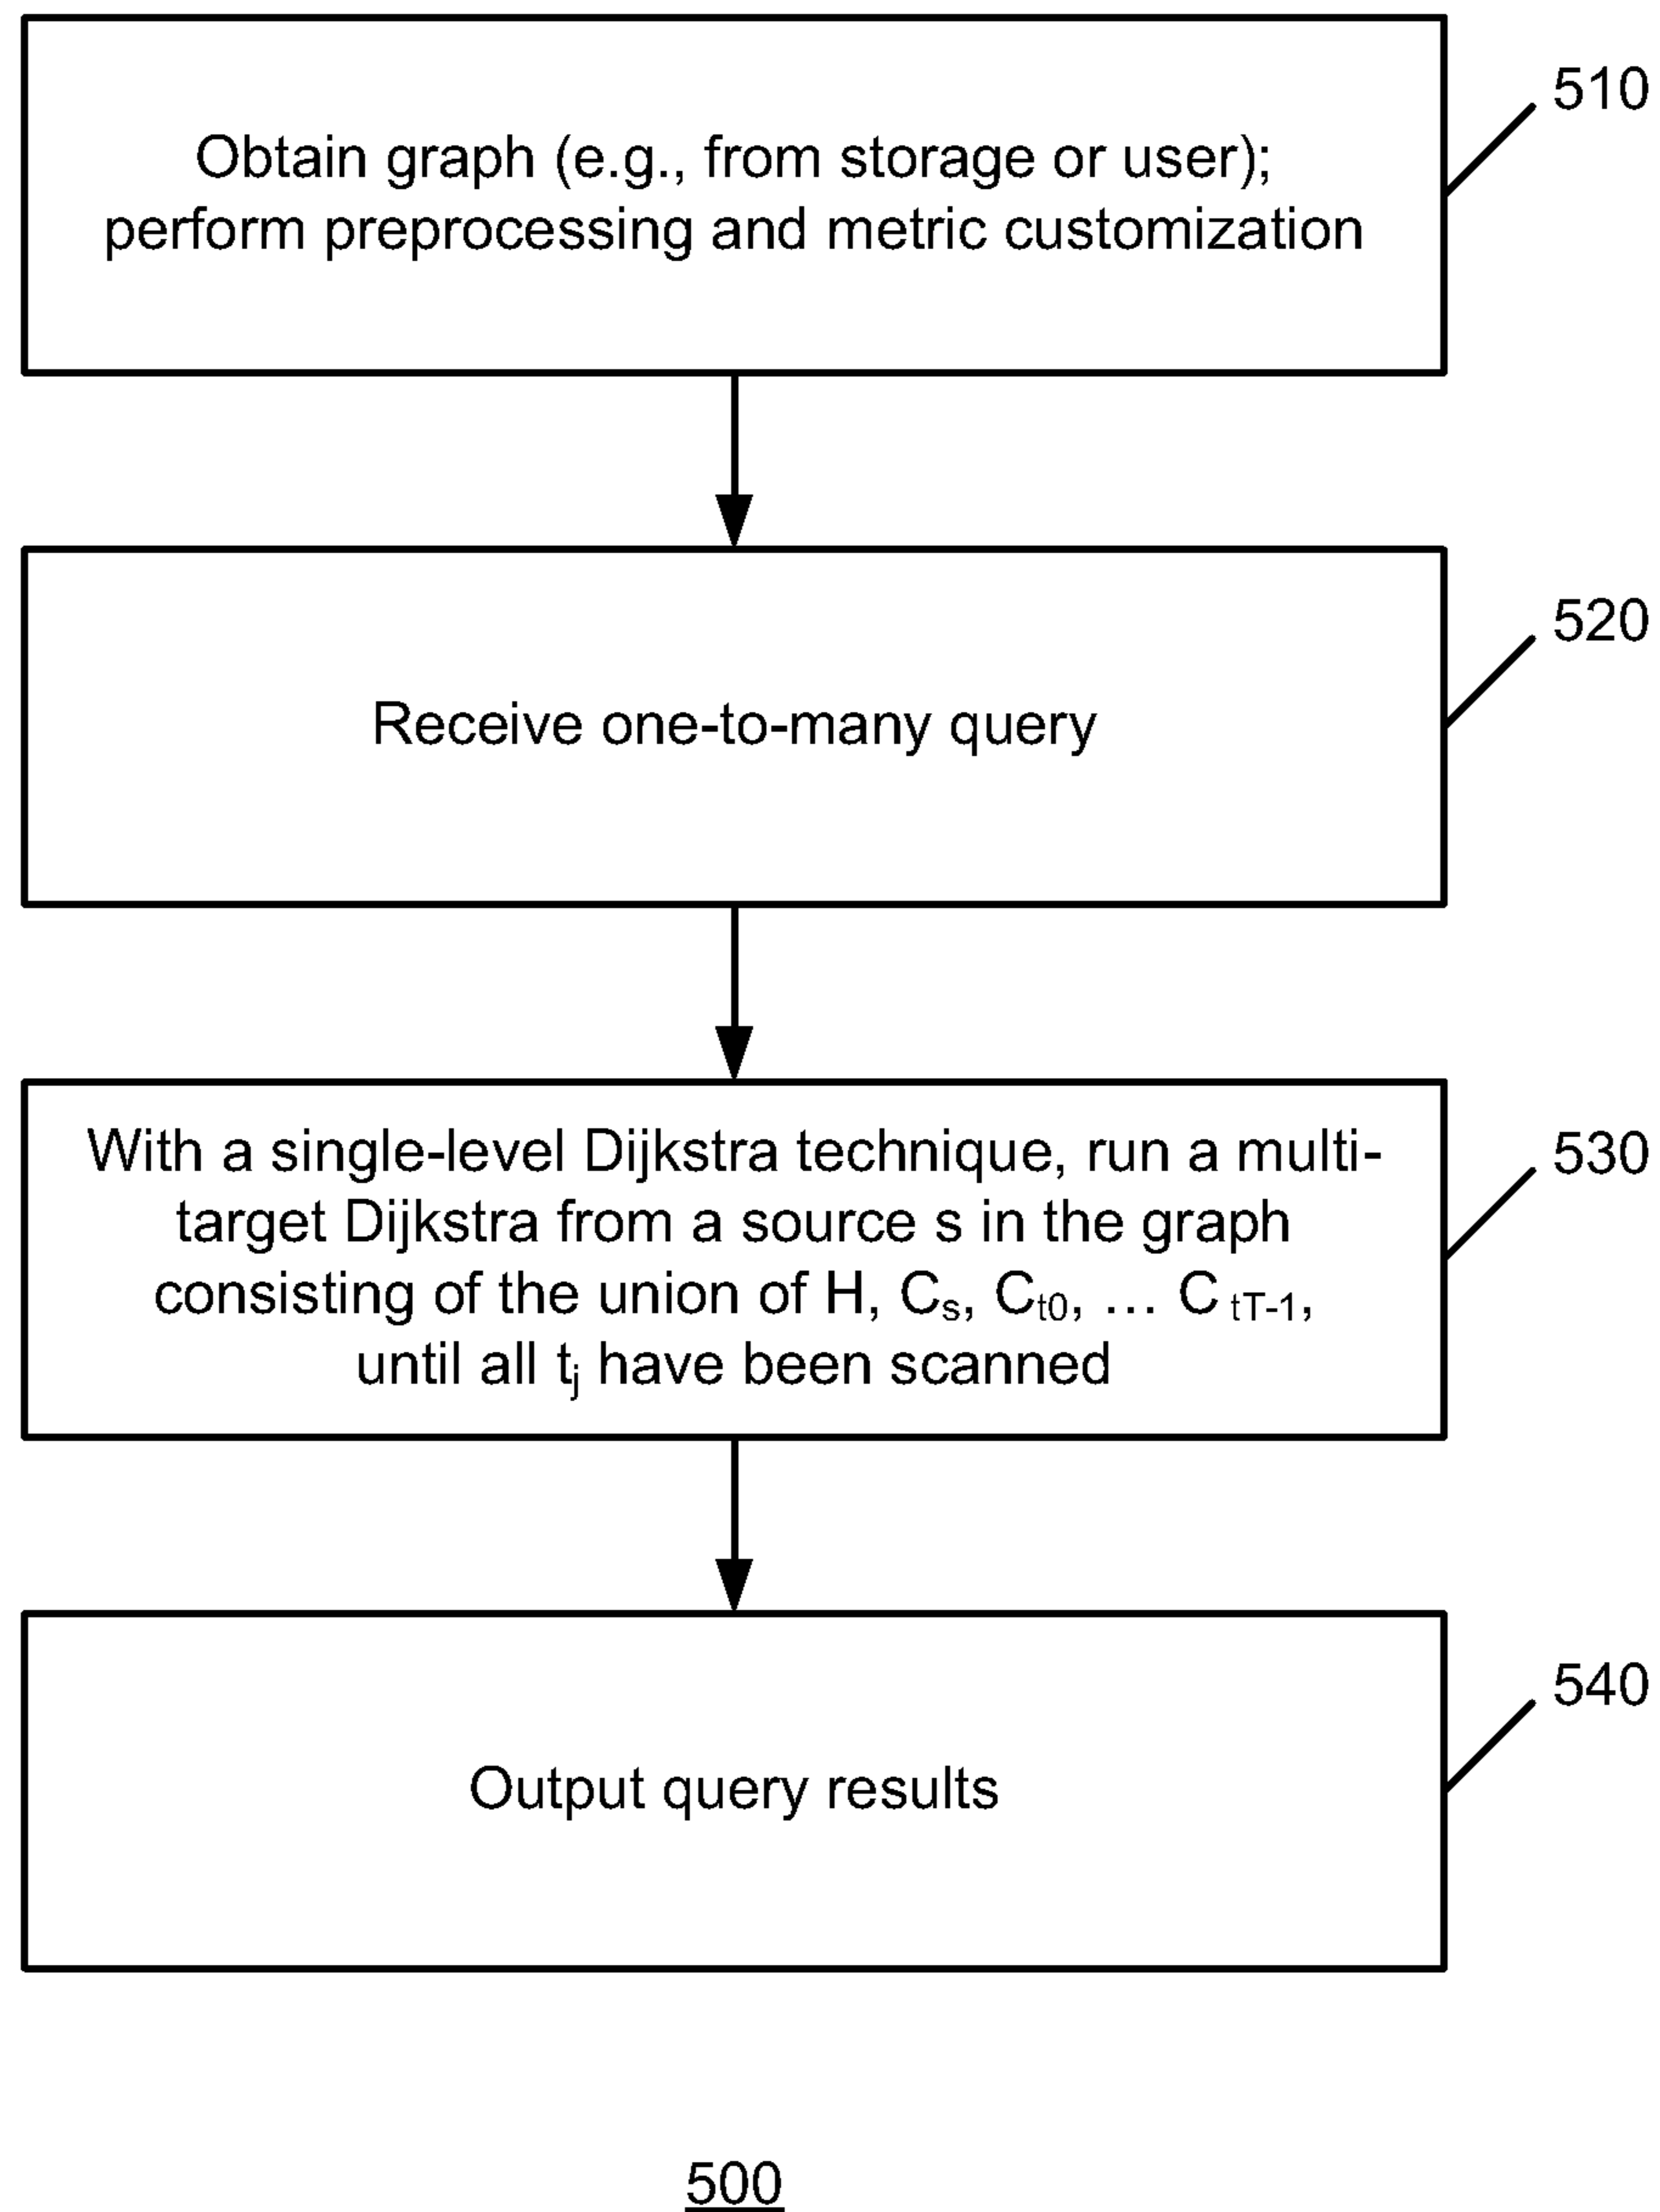 510
Obtain graph (e.g., from storage or user);
perform preprocessing and metric customization
520
Receive one-to-many query
530
With a single-level Dijkstra technique, run a multi-
target Dijkstra from a source s in the graph
consisting of the union of H, Cs, Ct0, … C tT-1,
until all tj have been scanned
540
Output query results
500